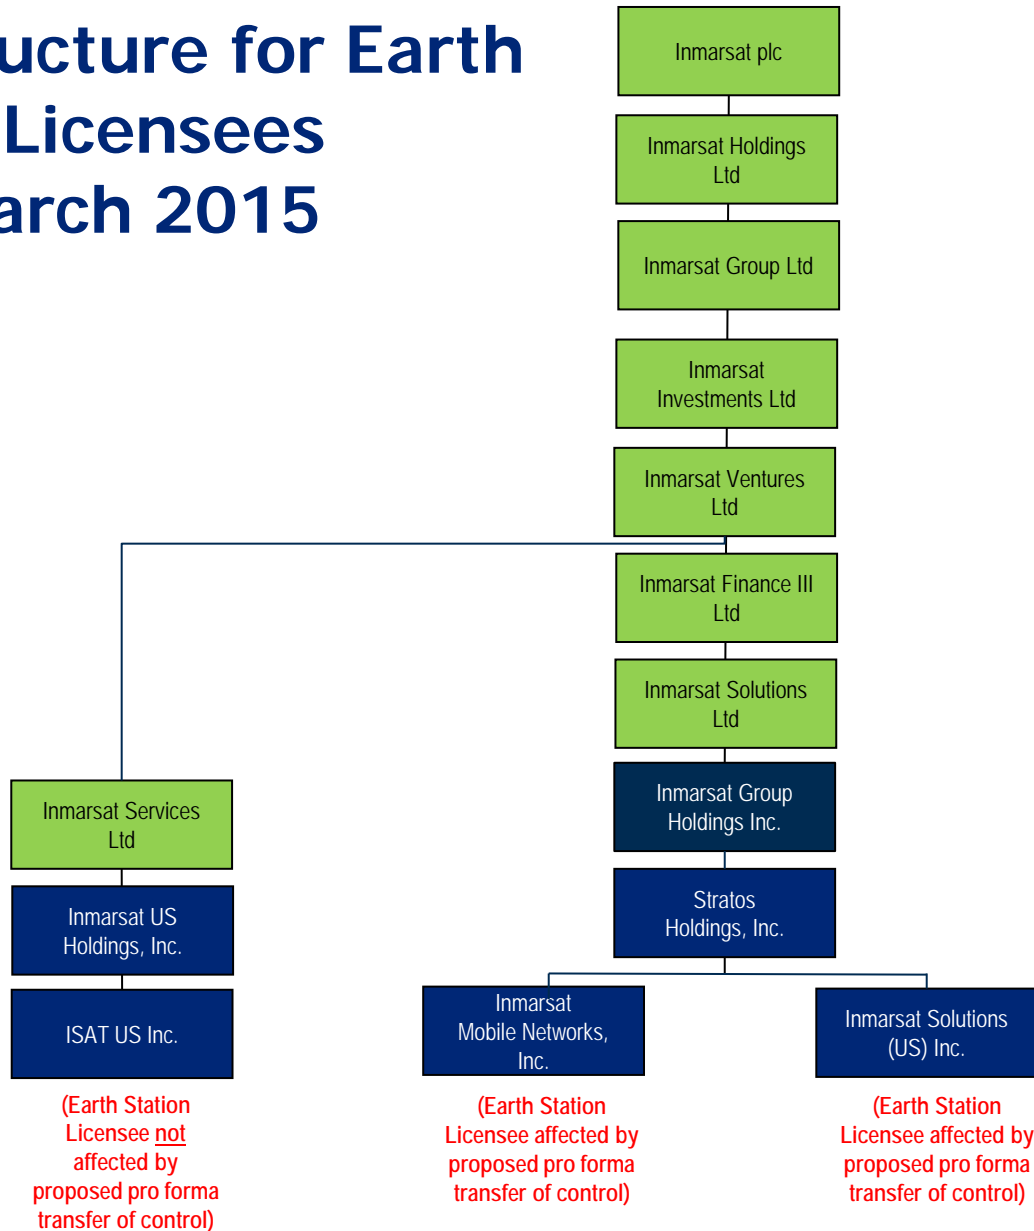 ucture for Earth
Licensees
arch 2015
Inmarsat plc
Inmarsat Holdings
Ltd
Inmarsat Group Ltd
Inmarsat
Investments Ltd
Inmarsat Ventures
Ltd
Inmarsat Finance III
Ltd
Inmarsat Solutions
Ltd
Inmarsat Group
Holdings Inc.
Stratos
Holdings, Inc.
Inmarsat Services
Ltd
Inmarsat US
Holdings, Inc.
ISAT US Inc.
(Earth Station
Licensee not
affected by
proposed pro forma
transfer of control)
Inmarsat
Mobile Networks,
Inc.
(Earth Station
Licensee affected by
proposed pro forma
transfer of control)
Inmarsat Solutions
(US) Inc.
(Earth Station
Licensee affected by
proposed pro forma
transfer of control)